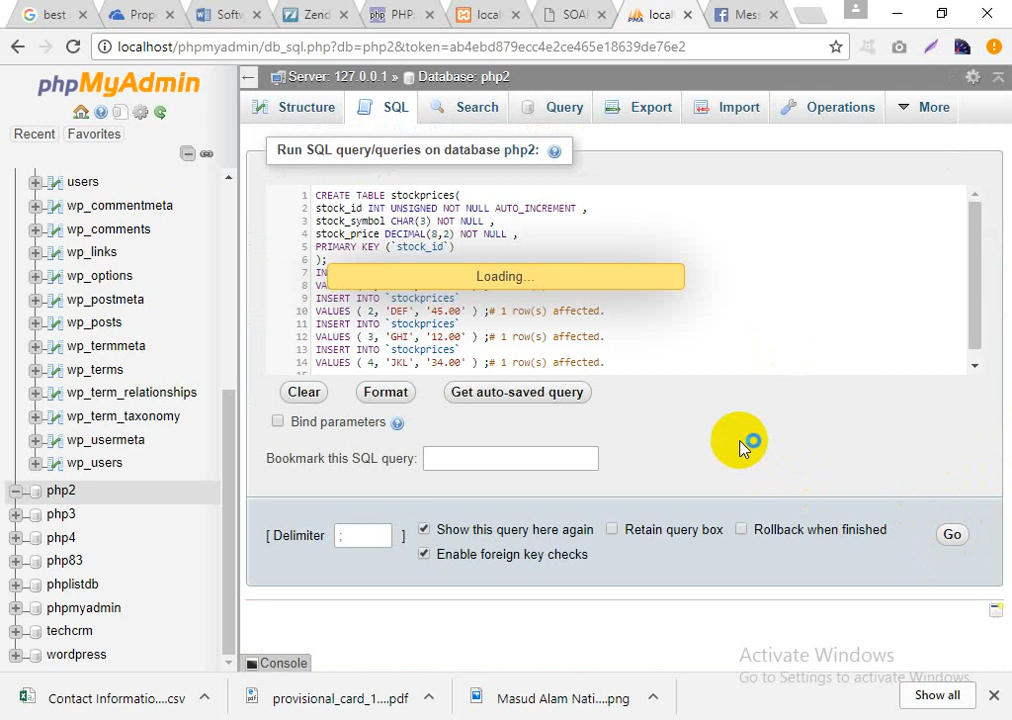 best
Prop
Softw
Zend
PHP:
local
SOAI
locall
Mess
localhost/phpmyadmin/db_sql.php?db=php2&token=ab4ebd879ecc4e2ce465e18639de76e2
phpMyAdmin
Server: 127.0.0.1 » Database: php2
Structure
SQL
Search
Query
Export
Import
Operations
More
Recent
Favorites
Run SQL query/queries on database php2:
users
wp_commentmeta
wp_comments
wp_links
wp_options
wp_postmeta
wp_posts
wp_termmeta
wp_terms
wp_term_relationships
wp_term_taxonomy
wp_usermeta
wp_users
php2
php3
php4
php83
phplistdb
phpmyadmin
techcrm
wordpress
1 CREATE TABLE stockprices(
2 stock_id INT UNSIGNED NOT NULL AUTO_INCREMENT ,
3 stock_symbol CHAR(3) NOT NULL ,
4 stock_price DECIMAL(8,2) NOT NULL ,
5 PRIMARY KEY (`stock_id`)
6 );
7 IN
8 VA
Loading...
9 INSERT INTO `stockprices`
10 VALUES ( 2, 'DEF', '45.00' ) ;# 1 row(s) affected.
11 INSERT INTO `stockprices`
12 VALUES ( 3, 'GHI', '12.00' ) ;# 1 row(s) affected.
13 INSERT INTO `stockprices`
14 VALUES ( 4, 'JKL', '34.00' ) ;# 1 row(s) affected.
Clear
Format
Get auto-saved query
Bind parameters
Bookmark this SQL query:
[ Delimiter ; ]
Show this query here again
Retain query box
Rollback when finished
Go
Enable foreign key checks
Console
Activate Windows
Go to Settings to activate Windows.
Contact Informatio....csv
provisional_card_1....pdf
Masud Alam Nati....png
Show all